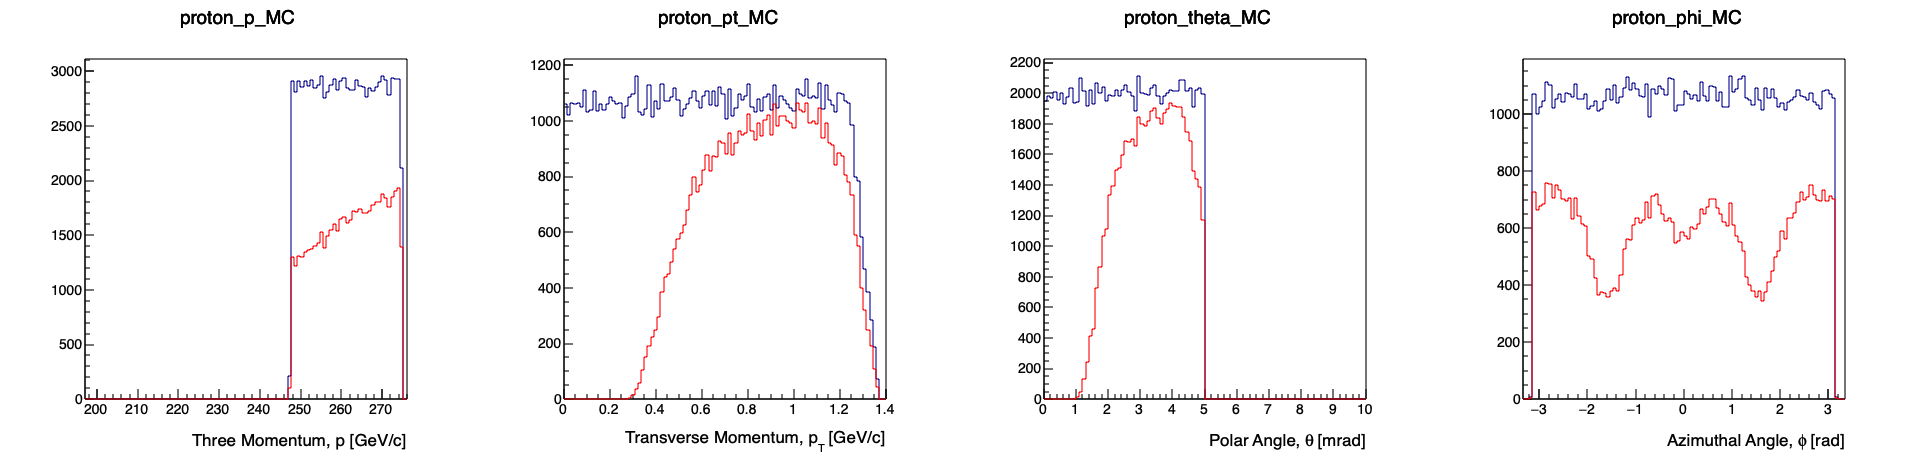 proton_p_MC
3000
2500
2000
1500
1000
500
0
200 210 220 230 240 250 260 270
Three Momentum, p [GeV/c]
proton_pt_MC
1200
1000
800
600
400
200
0
0 0.2 0.4 0.6 0.8 1 1.2 1.4
Transverse Momentum, p_T [GeV/c]
proton_theta_MC
2200
2000
1800
1600
1400
1200
1000
800
600
400
200
0
0 1 2 3 4 5 6 7 8 9 10
Polar Angle, θ [mrad]
proton_phi_MC
1000
800
600
400
200
0
−3 −2 −1 0 1 2 3
Azimuthal Angle, ϕ [rad]